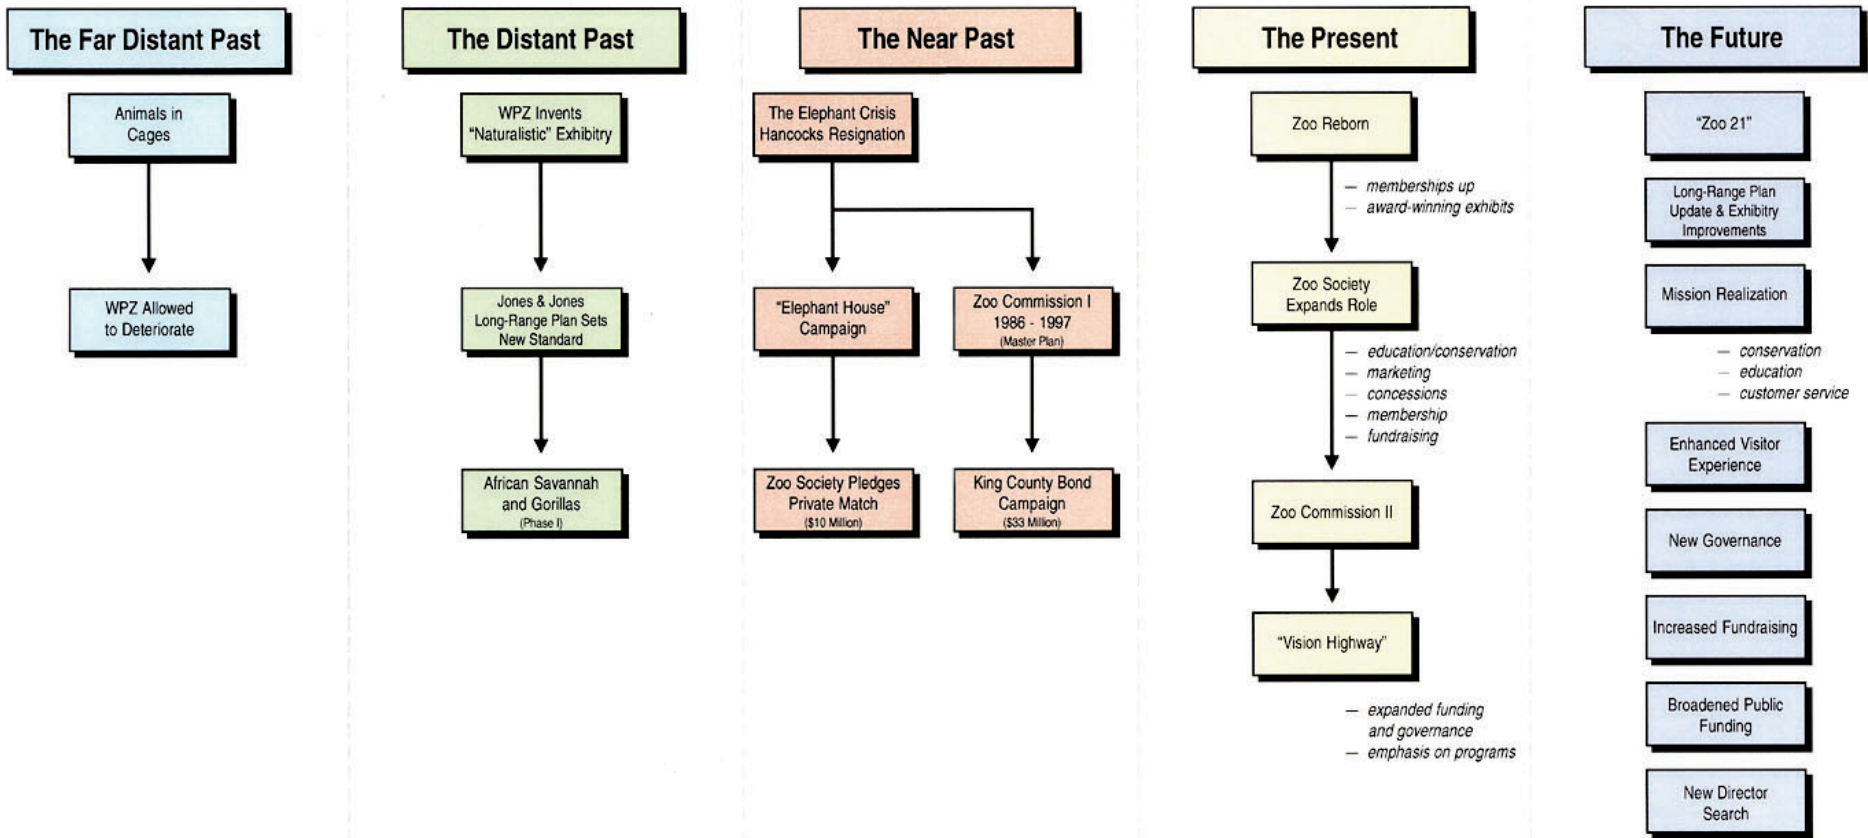 The Far Distant Past
Animals in
Cages
WPZ Allowed
to Deteriorate
The Distant Past
WPZ Invents
“Naturalistic” Exhibitry
Jones & Jones
Long-Range Plan Sets
New Standard
African Savannah
and Gorillas
(Phase I)
The Near Past
The Elephant Crisis
Hancocks Resignation
“Elephant House”
Campaign
Zoo Society Pledges
Private Match
($10 Million)
Zoo Commission I
1986 - 1997
(Master Plan)
King County Bond
Campaign
($33 Million)
The Present
Zoo Reborn
— memberships up
— award-winning exhibits
Zoo Society
Expands Role
— education/conservation
— marketing
— concessions
— membership
— fundraising
Zoo Commission II
“Vision Highway”
— expanded funding
and governance
— emphasis on programs
The Future
“Zoo 21”
Long-Range Plan
Update & Exhibitry
Improvements
Mission Realization
— conservation
— education
— customer service
Enhanced Visitor
Experience
New Governance
Increased Fundraising
Broadened Public
Funding
New Director
Search